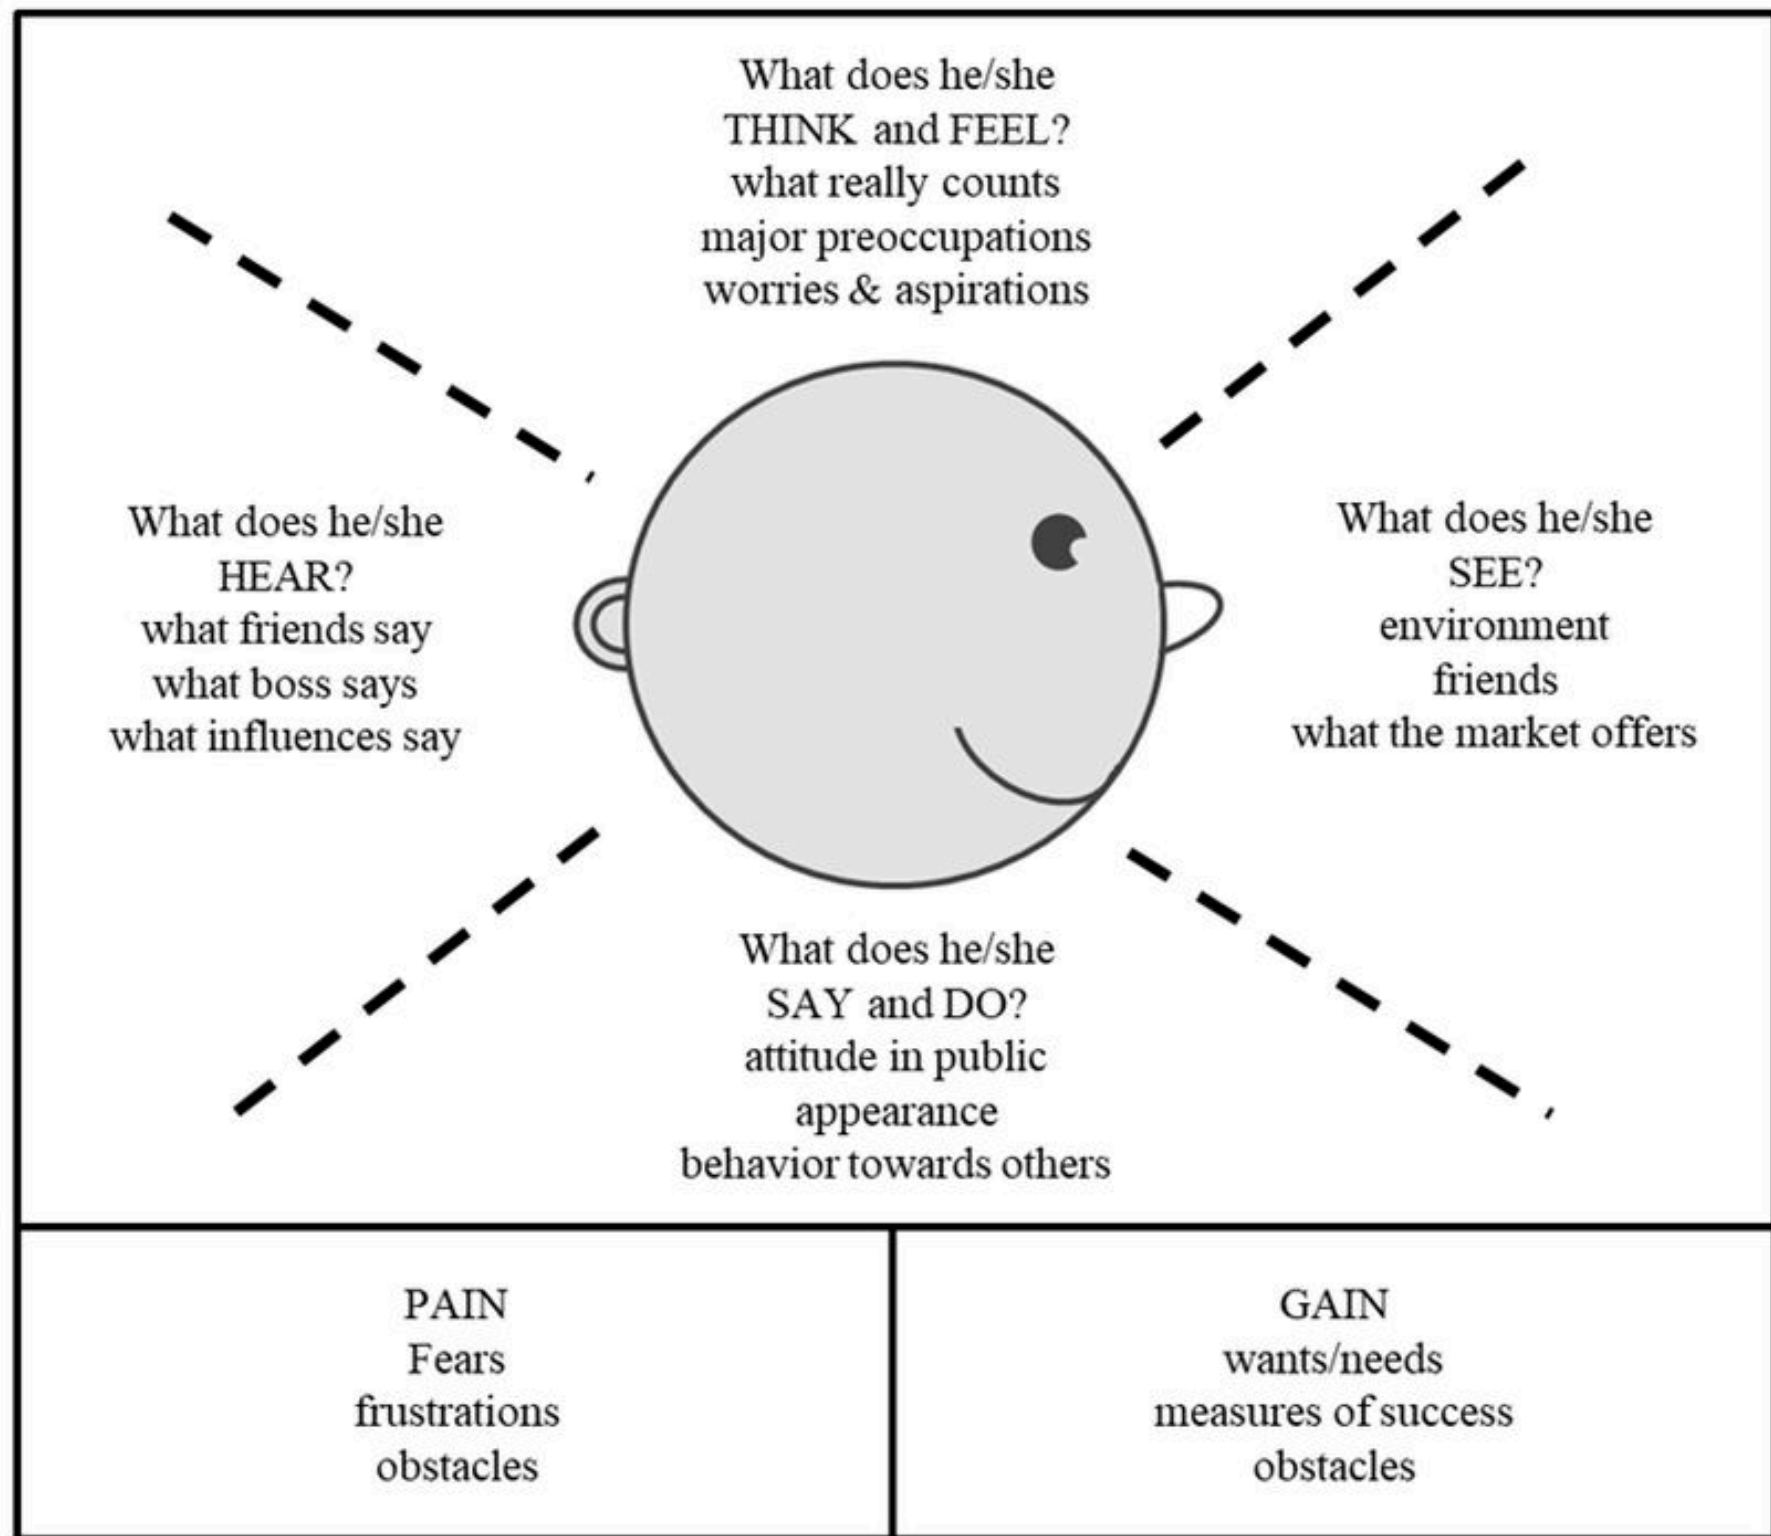 What does he/she
THINK and FEEL?
what really counts
major preoccupations
worries & aspirations
What does he/she
HEAR?
what friends say
what boss says
what influences say
What does he/she
SEE?
environment
friends
what the market offers
What does he/she
SAY and DO?
attitude in public
appearance
behavior towards others
PAIN
Fears
frustrations
obstacles
GAIN
wants/needs
measures of success
obstacles